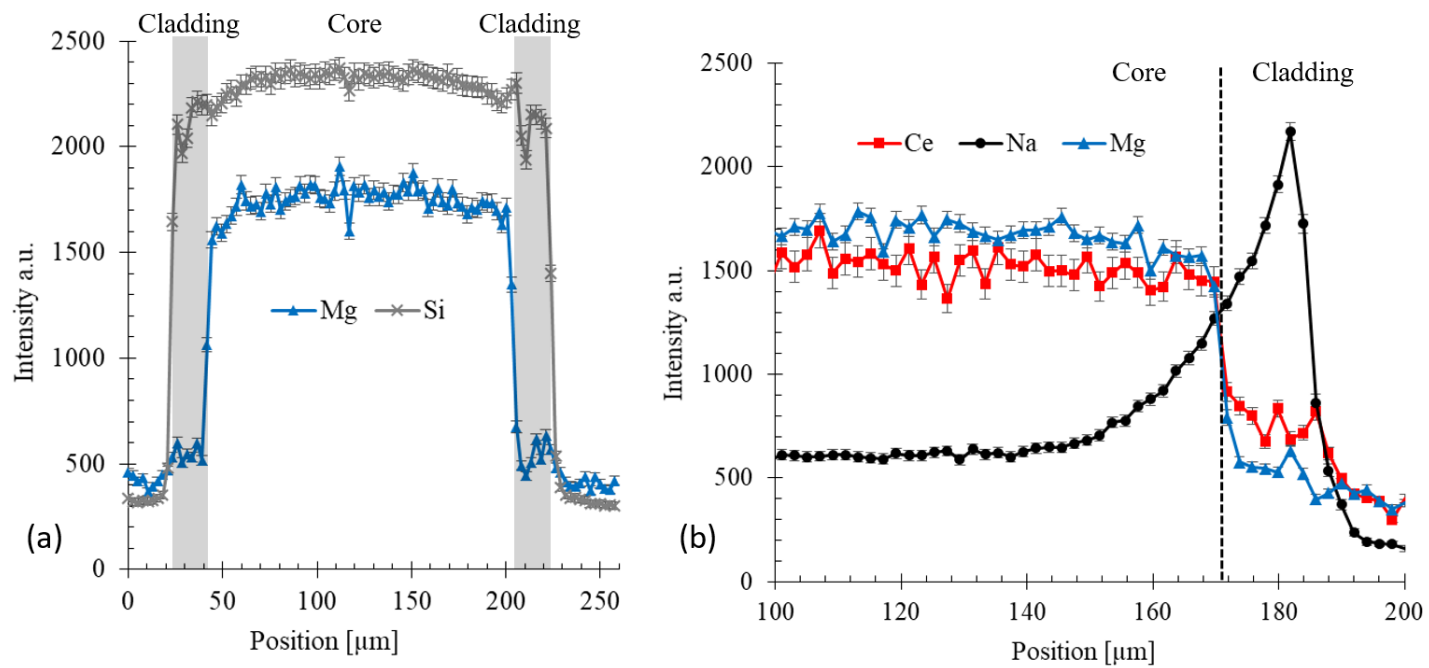 Cladding Core Cladding
2500
2000
1500
1000
500
0
Intensity a.u.
Mg Si
(a)
0 50 100 150 200 250
Position [µm]
Core Cladding
2500
2000
1500
1000
500
0
Intensity a.u.
Ce Na Mg
(b)
100 120 140 160 180 200
Position [µm]